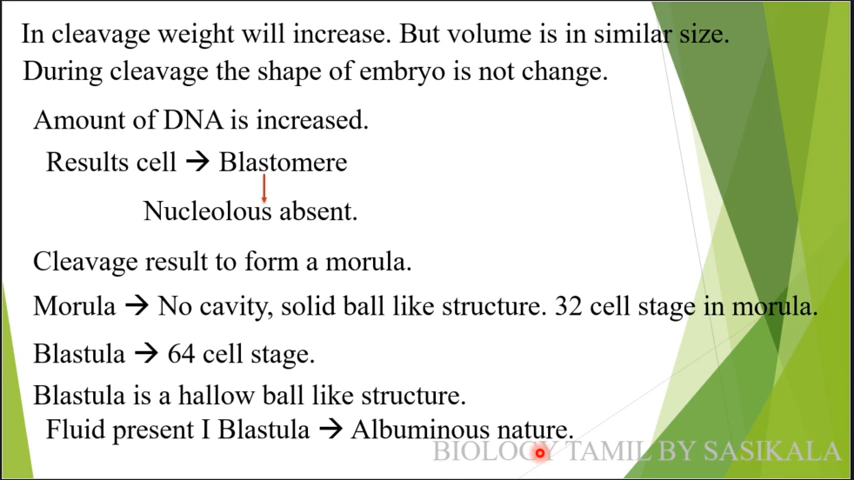 In cleavage weight will increase. But volume is in similar size.
During cleavage the shape of embryo is not change.
Amount of DNA is increased.
Results cell → Blastomere
Nucleolous absent.
Cleavage result to form a morula.
Morula → No cavity, solid ball like structure. 32 cell stage in morula.
Blastula → 64 cell stage.
Blastula is a hallow ball like structure.
Fluid present I Blastula → Albuminous nature.
BIOLOGY TAMIL BY SASIKALA